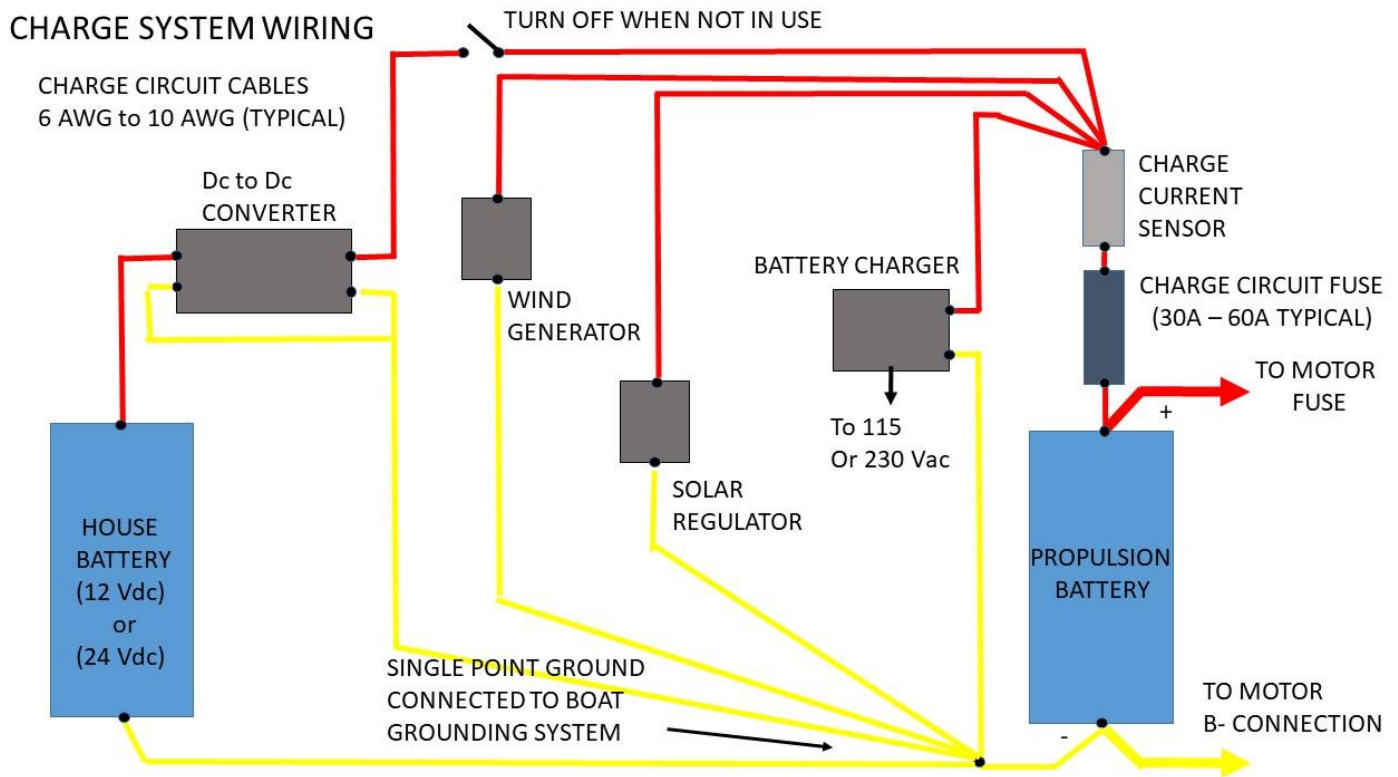 CHARGE SYSTEM WIRING
TURN OFF WHEN NOT IN USE
CHARGE CIRCUIT CABLES
6 AWG to 10 AWG (TYPICAL)
Dc to Dc
CONVERTER
CHARGE
CURRENT
SENSOR
WIND
GENERATOR
BATTERY CHARGER
CHARGE CIRCUIT FUSE
(30A – 60A TYPICAL)
TO MOTOR
FUSE
+
To 115
Or 230 Vac
SOLAR
REGULATOR
HOUSE
BATTERY
(12 Vdc)
or
(24 Vdc)
PROPULSION
BATTERY
SINGLE POINT GROUND
CONNECTED TO BOAT
GROUNDING SYSTEM
-
TO MOTOR
B- CONNECTION